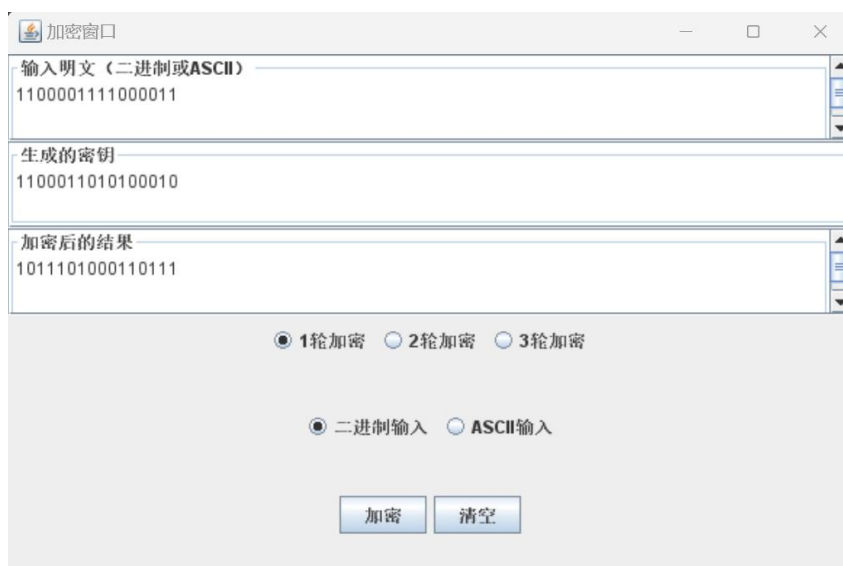 加密窗口
输入明文（二进制或ASCII）
1100001111000011
生成的密钥
1100011010100010
加密后的结果
1011101000110111
1轮加密 2轮加密 3轮加密
二进制输入 ASCII输入
加密 清空